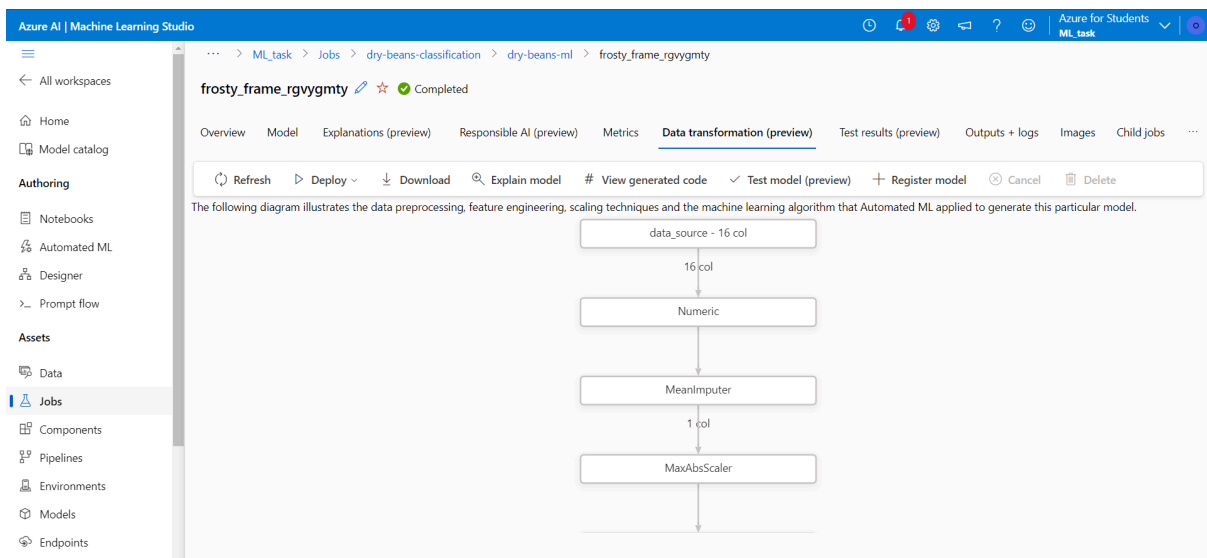 Azure AI | Machine Learning Studio
1
?
Azure for Students
ML_task
o
All workspaces
Home
Model catalog
Authoring
Notebooks
Automated ML
Designer
Prompt flow
Assets
Data
Jobs
Components
Pipelines
Environments
Models
Endpoints
··· > ML_task > Jobs > dry-beans-classification > dry-beans-ml > frosty_frame_rgvygmty
frosty_frame_rgvygmty Completed
Overview Model Explanations (preview) Responsible AI (preview) Metrics Data transformation (preview) Test results (preview) Outputs + logs Images Child jobs ···
Refresh Deploy Download Explain model # View generated code Test model (preview) Register model Cancel Delete
The following diagram illustrates the data preprocessing, feature engineering, scaling techniques and the machine learning algorithm that Automated ML applied to generate this particular model.
data_source - 16 col
16 col
Numeric
MeanImputer
1 col
MaxAbsScaler